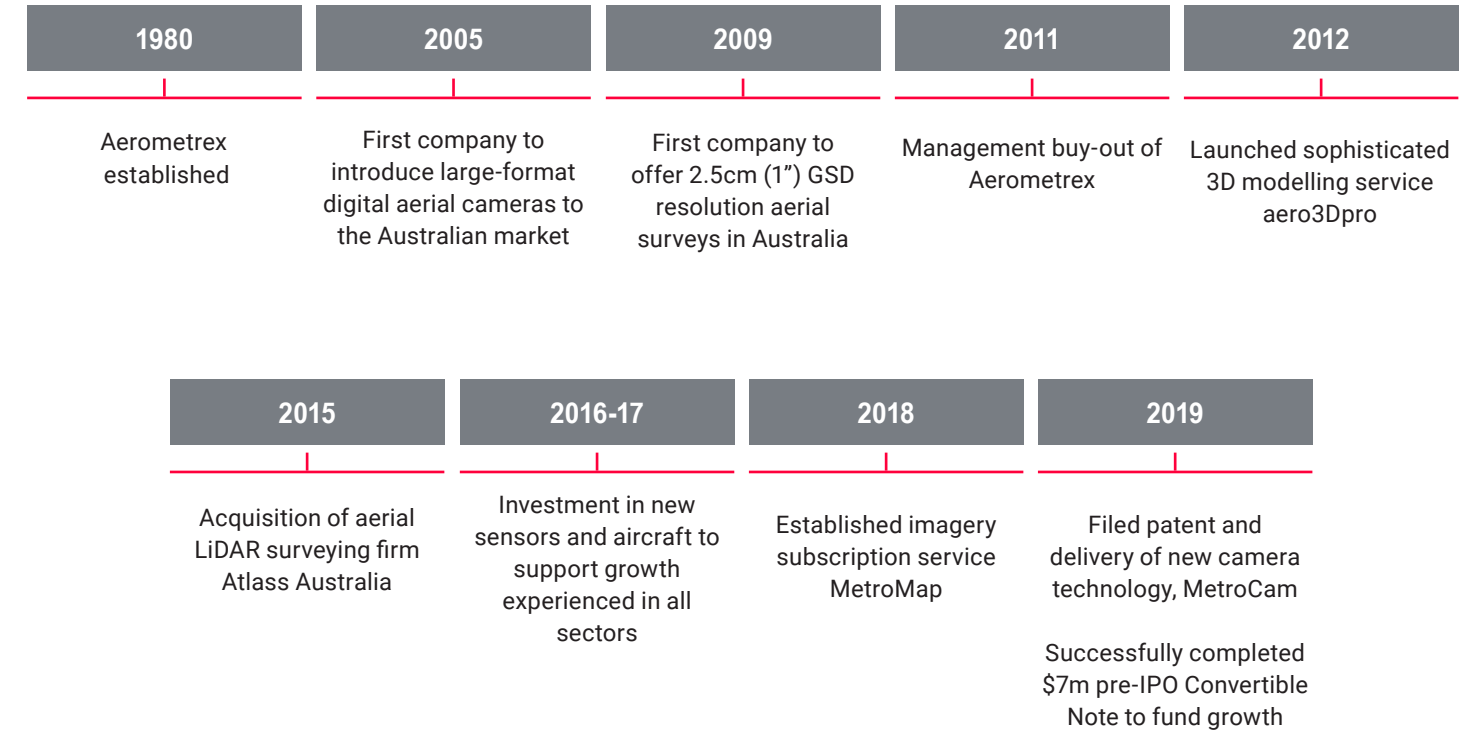 1980
Aerometrex
established
2005
First company to
introduce large-format
digital aerial cameras to
the Australian market
2009
First company to
offer 2.5cm (1”) GSD
resolution aerial
surveys in Australia
2011
Management buy-out of
Aerometrex
2012
Launched sophisticated
3D modelling service
aero3Dpro
2015
Acquisition of aerial
LiDAR surveying firm
Atlass Australia
2016-17
Investment in new
sensors and aircraft to
support growth
experienced in all
sectors
2018
Established imagery
subscription service
MetroMap
2019
Filed patent and
delivery of new camera
technology, MetroCam
Successfully completed
$7m pre-IPO Convertible
Note to fund growth